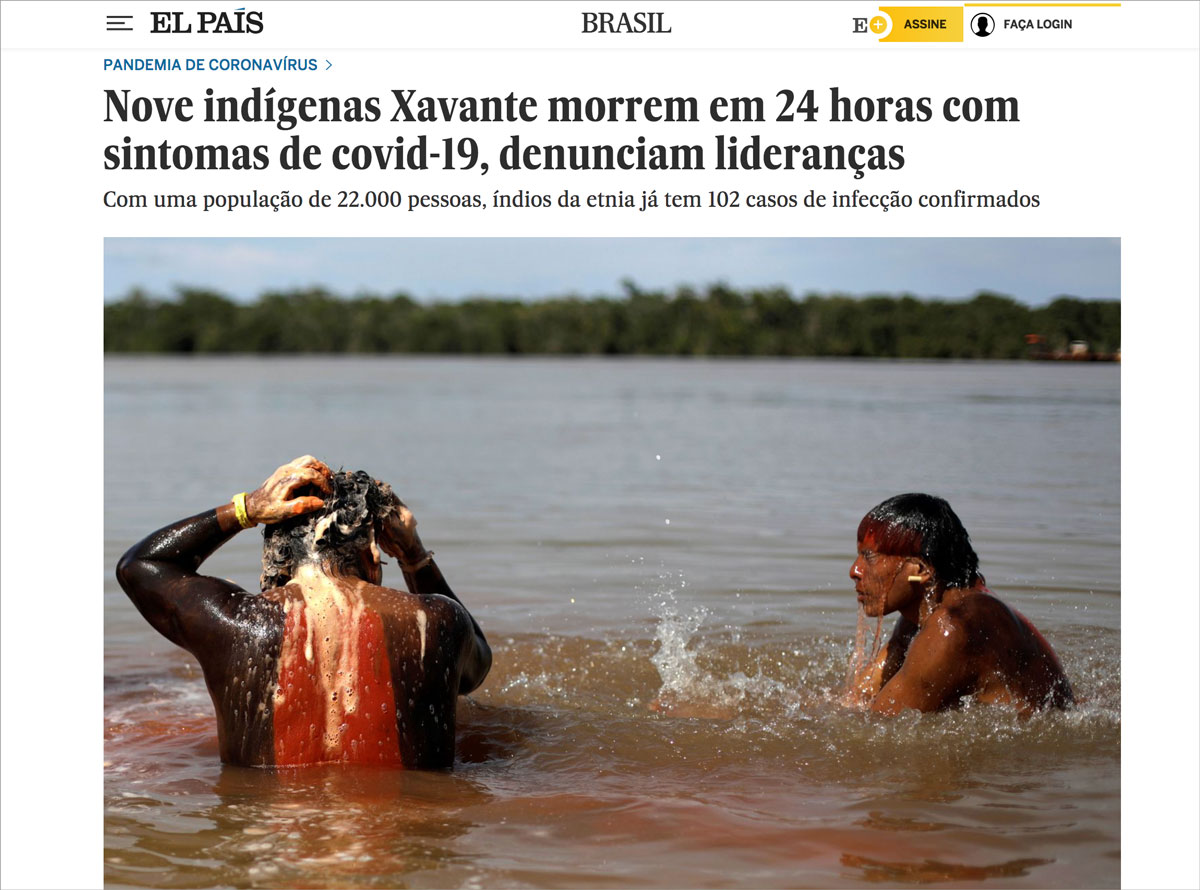 EL PAÍS
BRASIL
E+ ASSINE
FAÇA LOGIN
PANDEMIA DE CORONAVÍRUS >
Nove indígenas Xavante morrem em 24 horas com
sintomas de covid-19, denunciam lideranças
Com uma população de 22.000 pessoas, índios da etnia já tem 102 casos de infecção confirmados